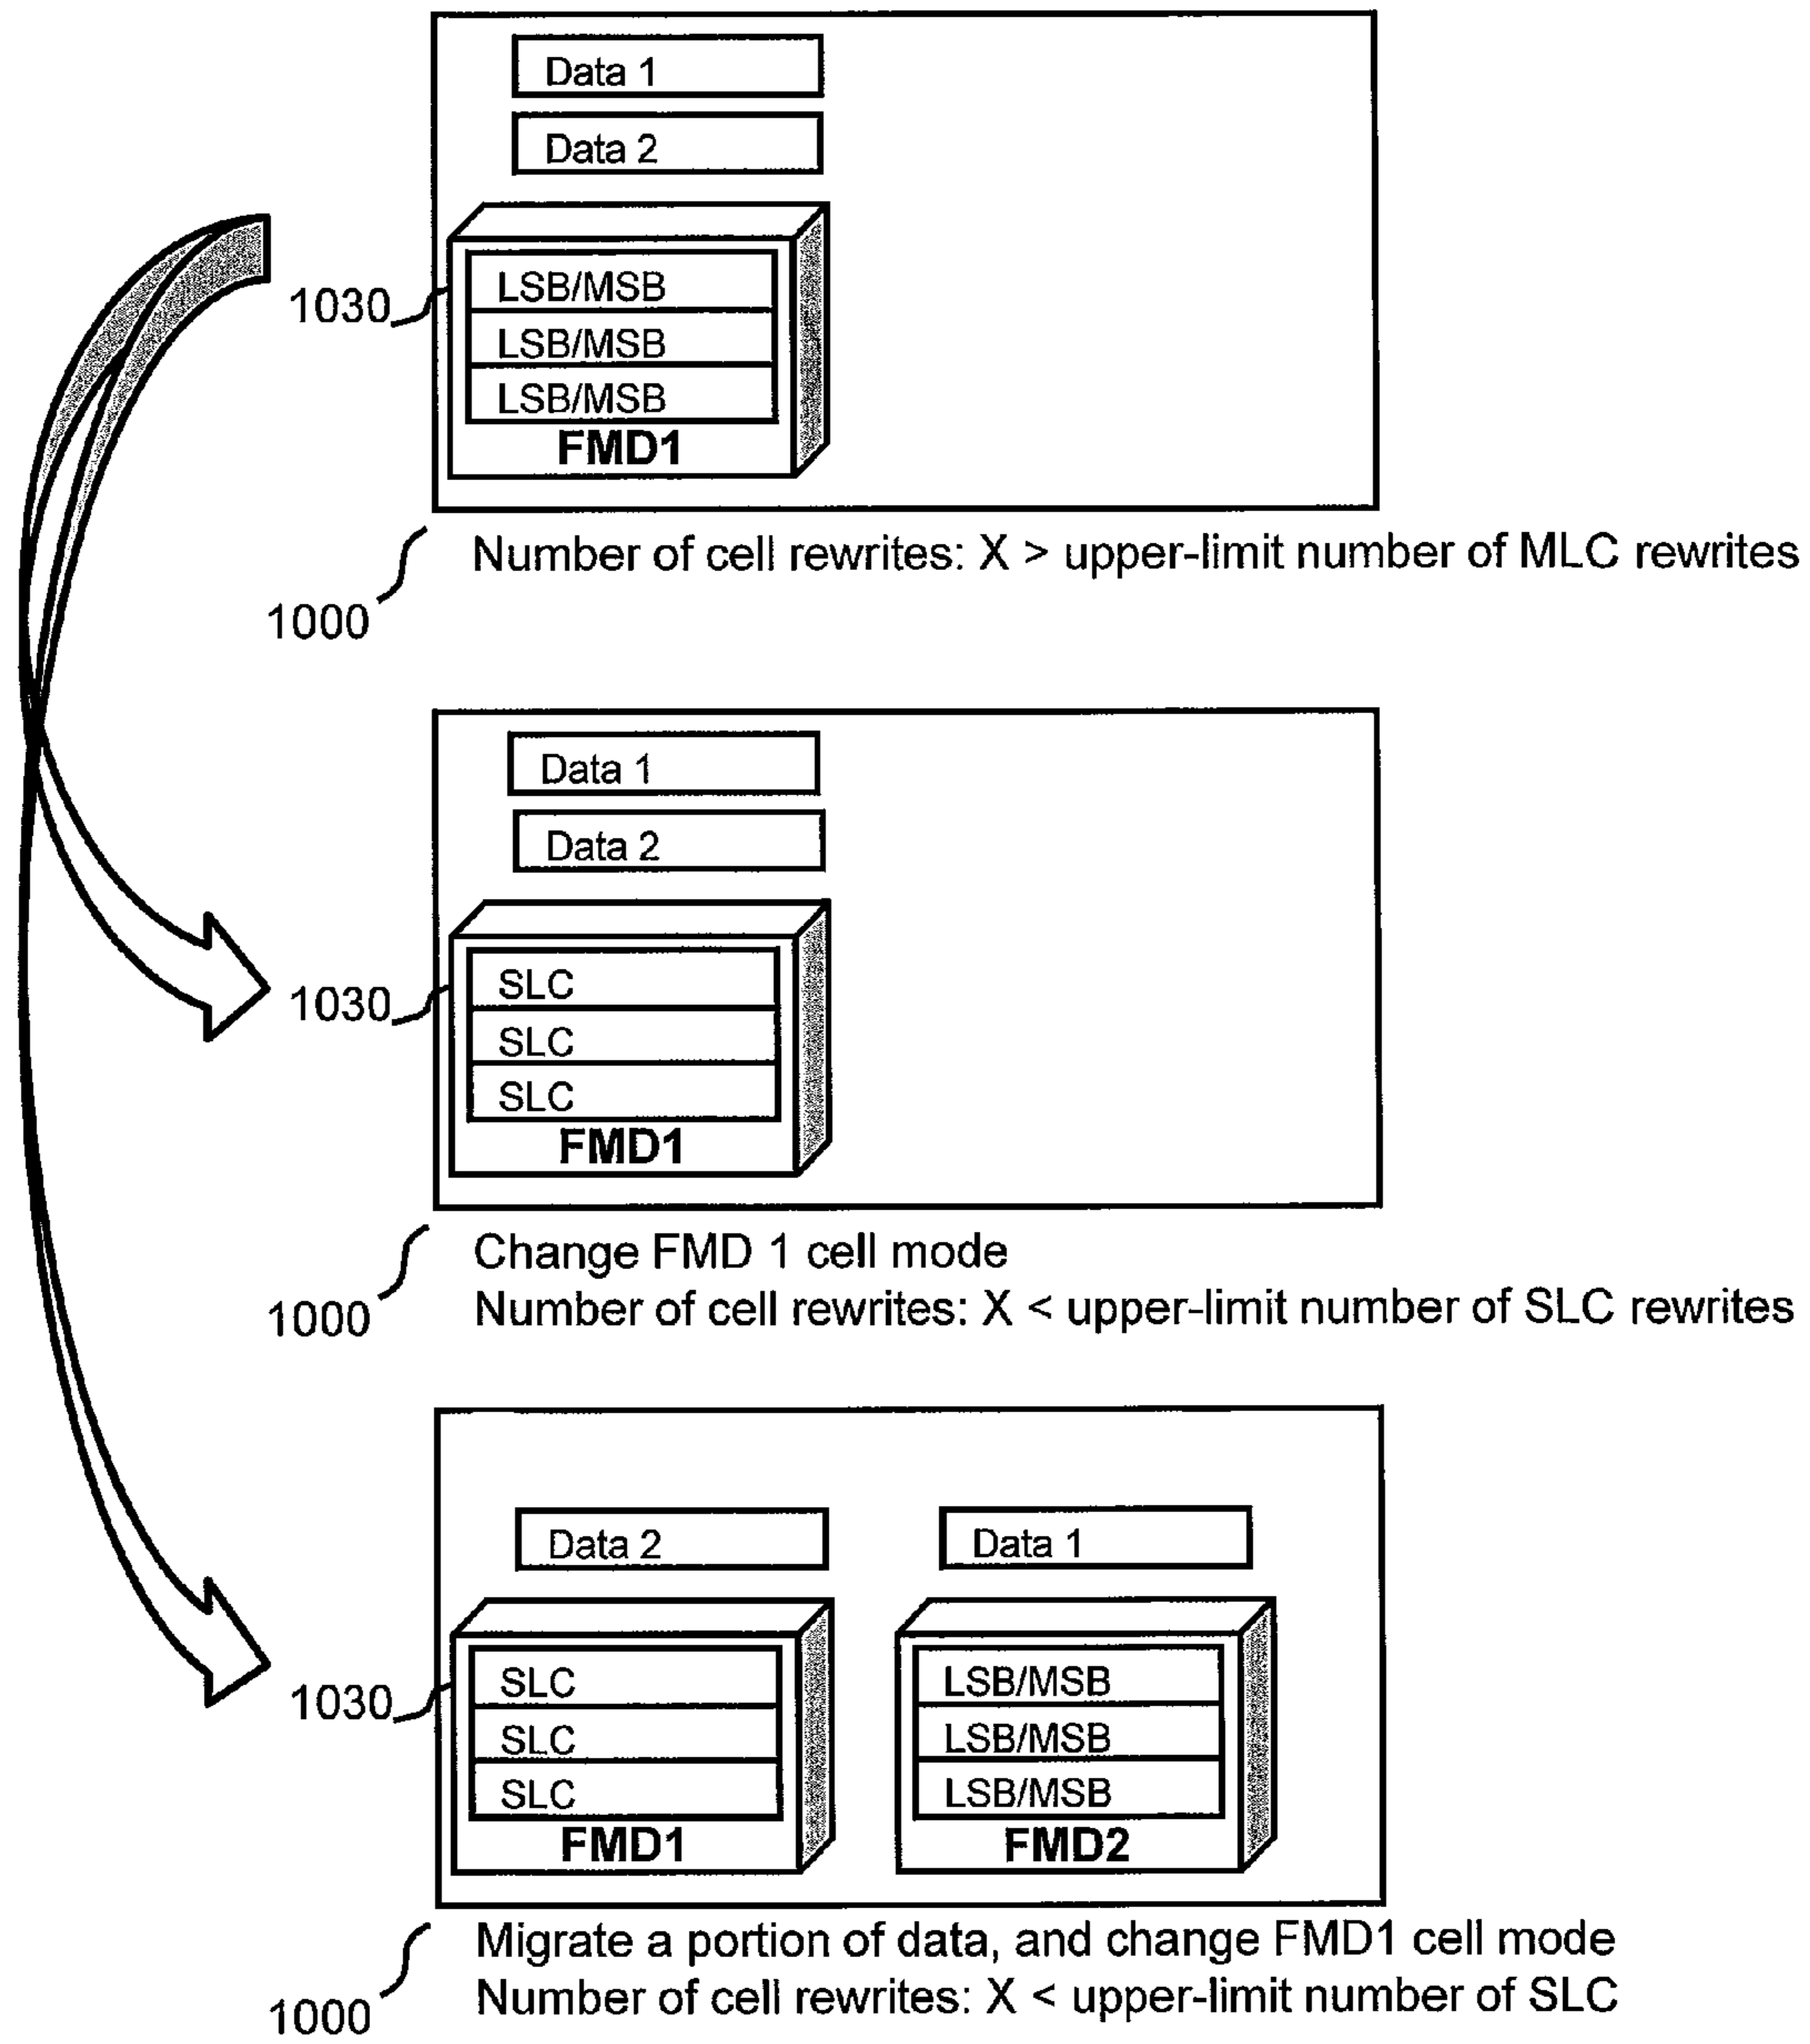 Data 1
Data 2
1030
LSB/MSB
LSB/MSB
LSB/MSB
FMD1
Number of cell rewrites: X > upper-limit number of MLC rewrites
1000
Data 1
Data 2
1030
SLC
SLC
SLC
FMD1
Change FMD 1 cell mode
Number of cell rewrites: X < upper-limit number of SLC rewrites
1000
Data 2
Data 1
1030
SLC
SLC
SLC
FMD1
LSB/MSB
LSB/MSB
LSB/MSB
FMD2
Migrate a portion of data, and change FMD1 cell mode
Number of cell rewrites: X < upper-limit number of SLC
1000